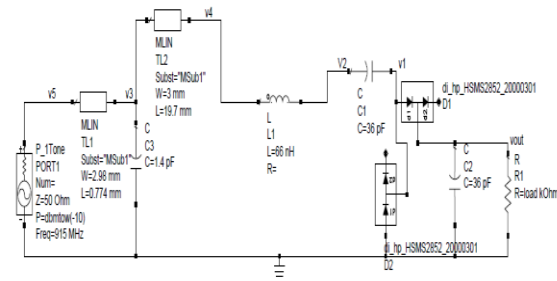 v4
MLIN
TL2
Subst="MSub1"
W=3 mm
L=19.7 mm
v5
v3
MLIN
TL1
Subst="MSub1"
W=2.98 mm
L=0.774 mm
P_1Tone
PORT1
Num=
Z=50 Ohm
P=dbmtow(-10)
Freq=915 MHz
C
C3
C=1.4 pF
L
L1
L=66 nH
R=
V2
C
C1
C=36 pF
v1
di_hp_HSMS2852_20000301
D1
vout
C
C2
C=36 pF
R
R1
R=load kOhm
di_hp_HSMS2852_20000301
D2